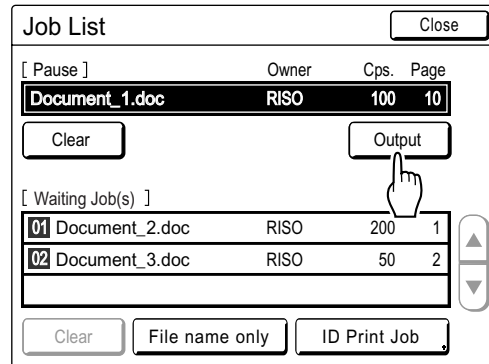 Job List Close
[ Pause ] Owner Cps. Page
Document_1.doc RISO 100 10
Clear Output
[ Waiting Job(s) ]
01 Document_2.doc RISO 200 1
02 Document_3.doc RISO 50 2
Clear File name only ID Print Job